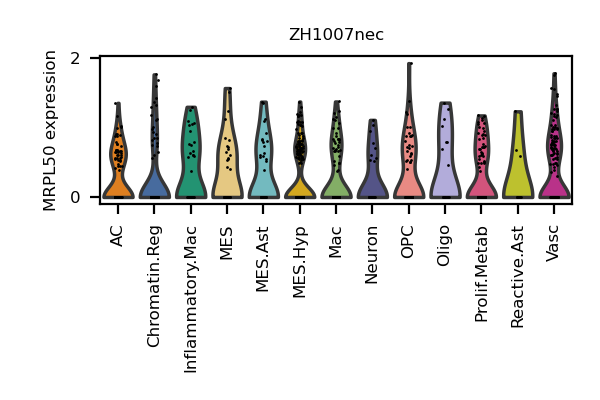 ZH1007nec
MRPL50 expression
2
0
AC
Chromatin.Reg
Inflammatory.Mac
MES
MES.Ast
MES.Hyp
Mac
Neuron
OPC
Oligo
Prolif.Metab
Reactive.Ast
Vasc